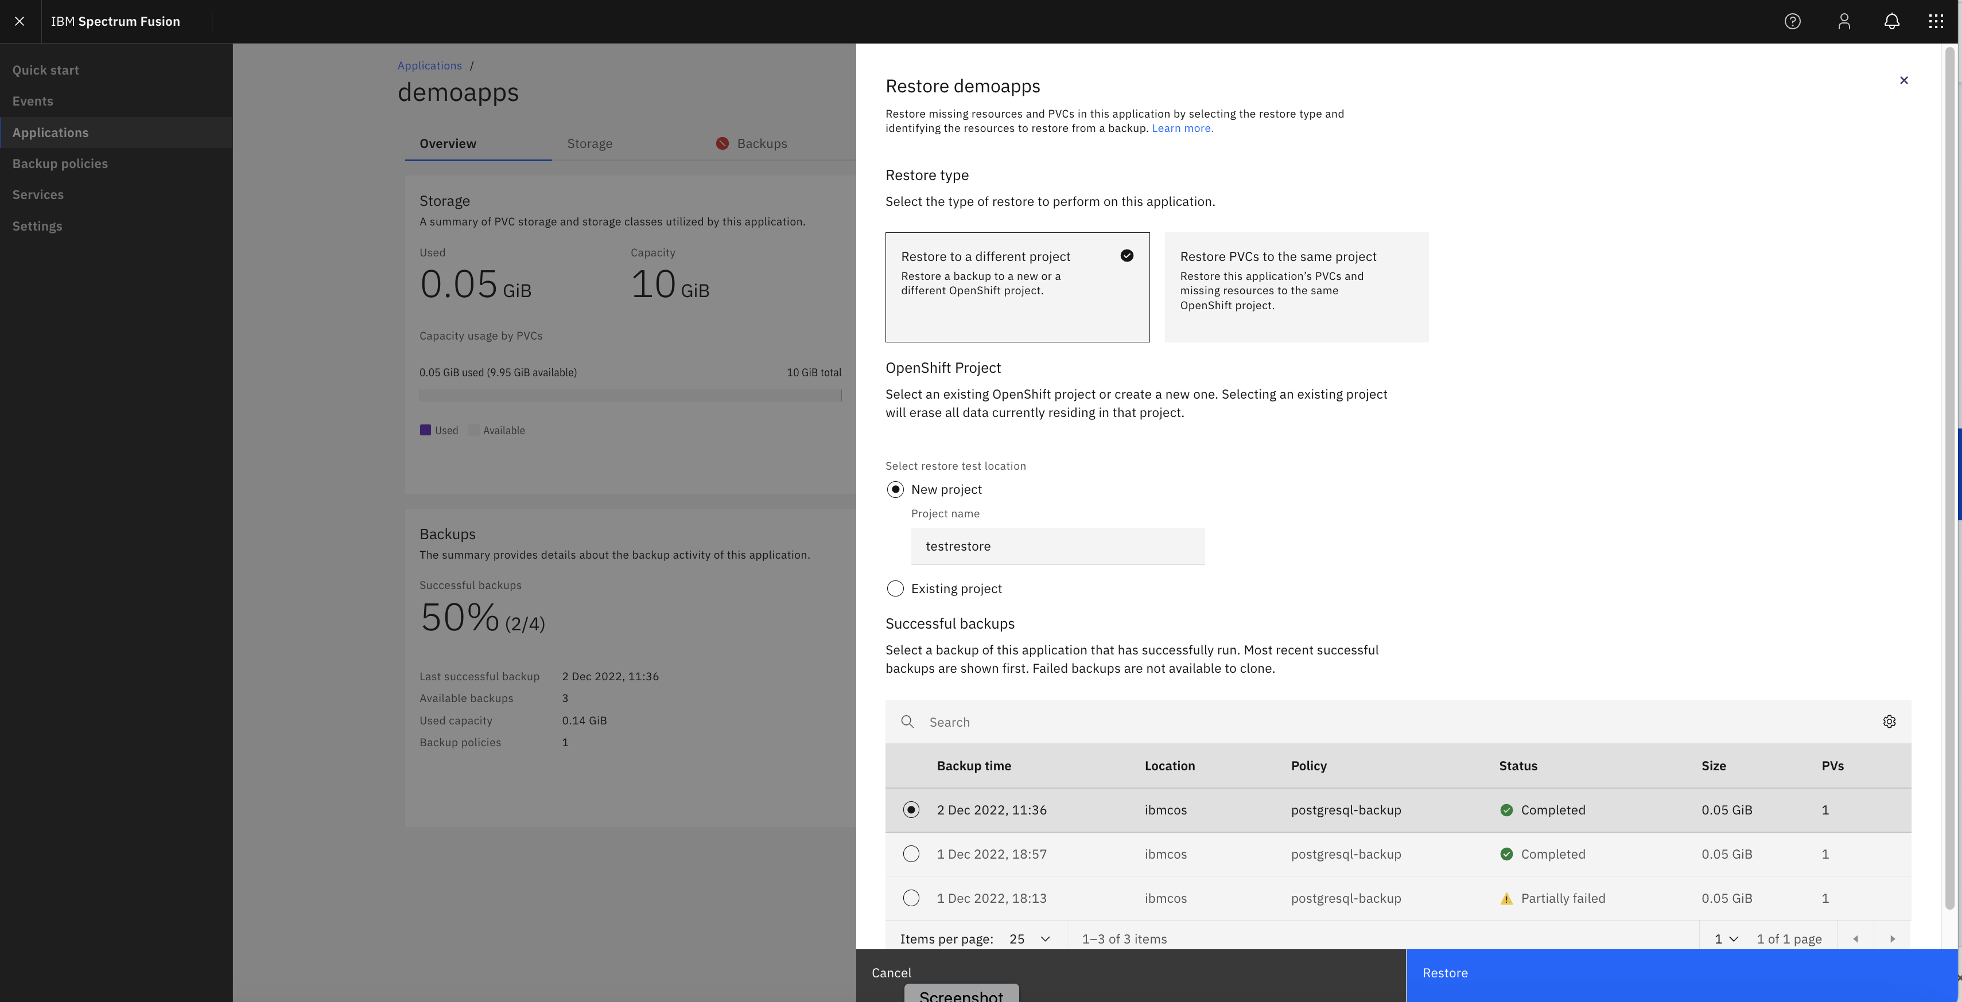 IBM Spectrum Fusion
Quick start
Events
Applications
Backup policies
Services
Settings
Applications /
demoapps
Overview
Storage
Backups
Storage
A summary of PVC storage and storage classes utilized by this application.
Used
Capacity
0.05 GiB
10 GiB
Capacity usage by PVCs
0.05 GiB used (9.95 GiB available)
10 GiB total
Used
Available
Backups
The summary provides details about the backup activity of this application.
Successful backups
50% (2/4)
Last successful backup 2 Dec 2022, 11:36
Available backups 3
Used capacity 0.14 GiB
Backup policies 1
Restore demoapps
Restore missing resources and PVCs in this application by selecting the restore type and
identifying the resources to restore from a backup. Learn more.
Restore type
Select the type of restore to perform on this application.
Restore to a different project
Restore a backup to a new or a
different OpenShift project.
Restore PVCs to the same project
Restore this application's PVCs and
missing resources to the same
OpenShift project.
OpenShift Project
Select an existing OpenShift project or create a new one. Selecting an existing project
will erase all data currently residing in that project.
Select restore test location
New project
Project name
testrestore
Existing project
Successful backups
Select a backup of this application that has successfully run. Most recent successful
backups are shown first. Failed backups are not available to clone.
Search
Backup time Location Policy Status Size PVs
2 Dec 2022, 11:36 ibmcos postgresql-backup Completed 0.05 GiB 1
1 Dec 2022, 18:57 ibmcos postgresql-backup Completed 0.05 GiB 1
1 Dec 2022, 18:13 ibmcos postgresql-backup Partially failed 0.05 GiB 1
Items per page: 25 1–3 of 3 items 1 1 of 1 page
Cancel
Restore
Screenshot